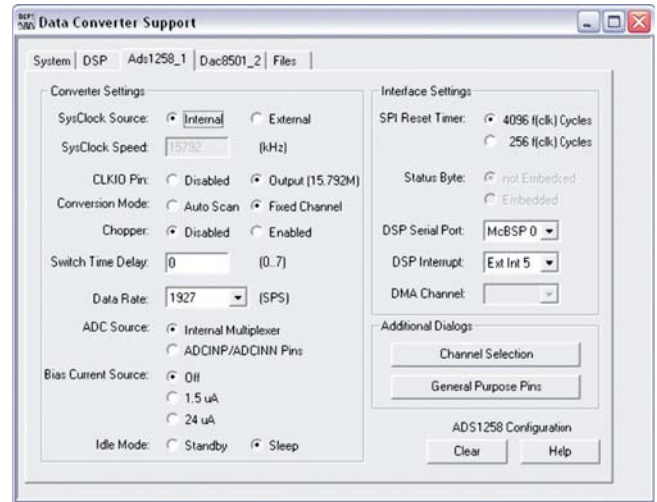 Data Converter Support
System DSP Ads1258_1 Dac8501_2 Files
Converter Settings
SysClock Source: Internal External
SysClock Speed: 15792 (kHz)
CLKIO Pin: Disabled Output (15.792M)
Conversion Mode: Auto Scan Fixed Channel
Chopper: Disabled Enabled
Switch Time Delay: 0 (0..7)
Data Rate: 1927 (SPS)
ADC Source: Internal Multiplexer
ADCINP/ADCINN Pins
Bias Current Source: Off
1.5 uA
24 uA
Idle Mode: Standby Sleep
Interface Settings
SPI Reset Timer: 4096 f(clk) Cycles
256 f(clk) Cycles
Status Byte: not Embedced
Embedded
DSP Serial Port: McBSP 0
DSP Interrupt: Ext Int 5
DMA Channel:
Additional Dialogs
Channel Selection
General Purpose Pins
ADS1258 Configuration
Clear Help